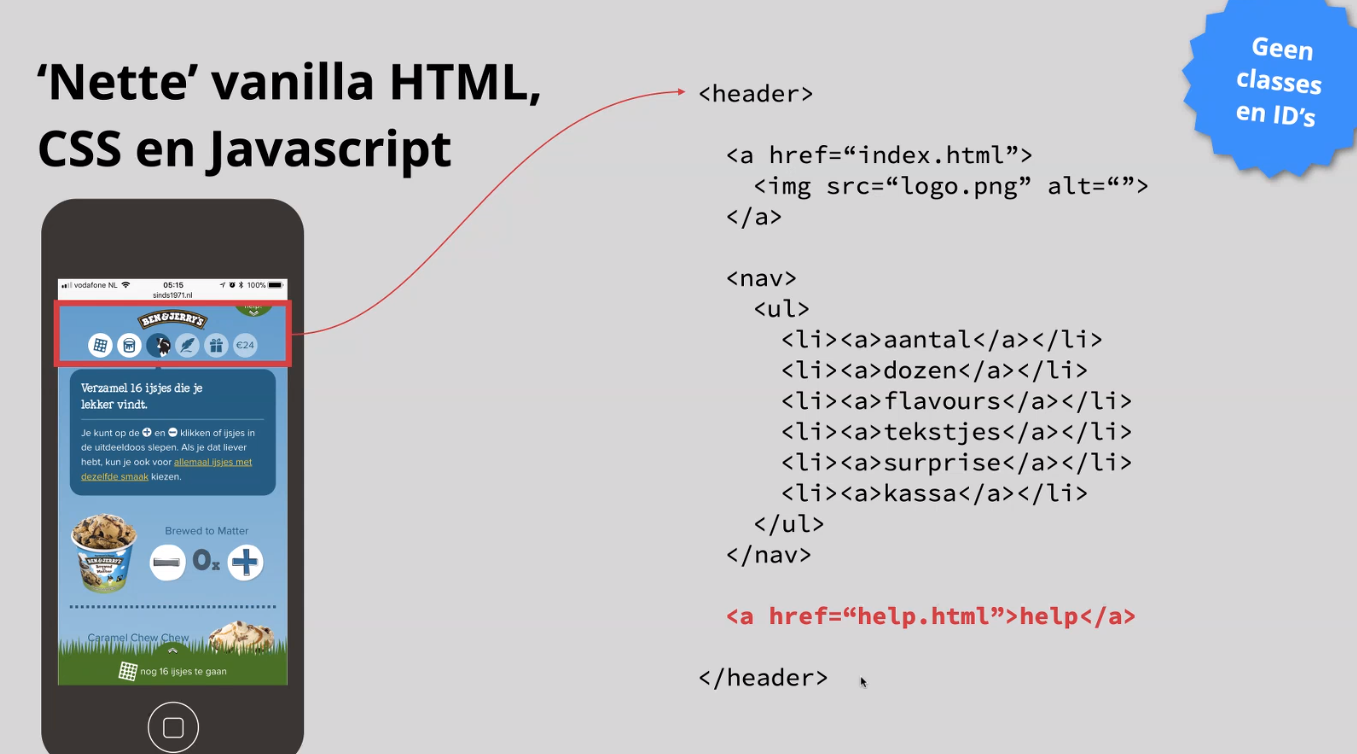 ‘Nette’ vanilla HTML,
CSS en Javascript
Geen
classes
en ID’s
<header>
<a href=“index.html”>
<img src=“logo.png” alt=“”>
</a>
<nav>
<ul>
<li><a>aantal</a></li>
<li><a>dozen</a></li>
<li><a>flavours</a></li>
<li><a>tekstjes</a></li>
<li><a>surprise</a></li>
<li><a>kassa</a></li>
</ul>
</nav>
<a href=“help.html”>help</a>
</header>
vodafone NL 05:15 100%
sinds1971.nl
BEN&JERRY'S
€24
Verzamel 16 ijsjes die je
lekker vindt.
Je kunt op de + en − klikken of ijsjes in
de uitdeeldoos slepen. Als je dat liever
hebt, kun je ook voor allemaal ijsjes met
dezelfde smaak kiezen.
Brewed to Matter
BEN&JERRY'S
Brewed to Matter
0x
Caramel Chew Chew
nog 16 ijsjes te gaan